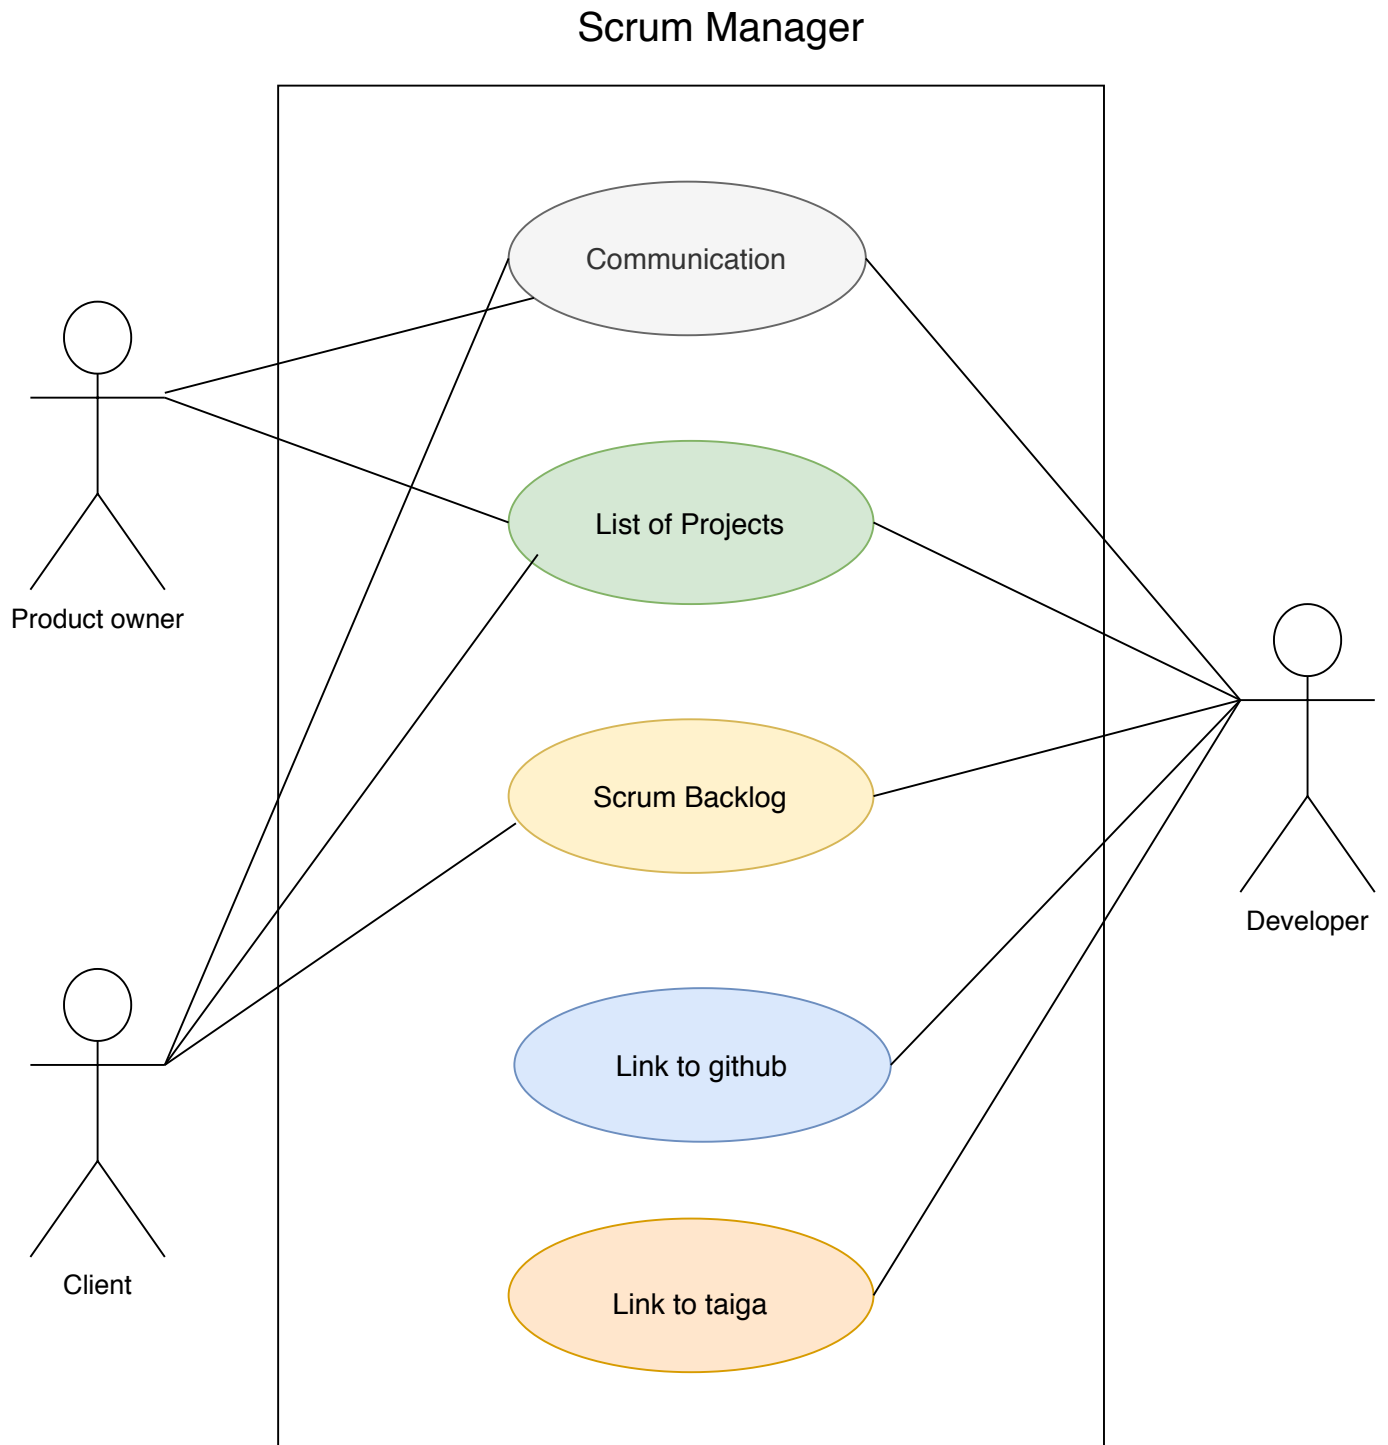 Scrum Manager
Communication
List of Projects
Product owner
Scrum Backlog
Developer
Link to github
Client
Link to taiga